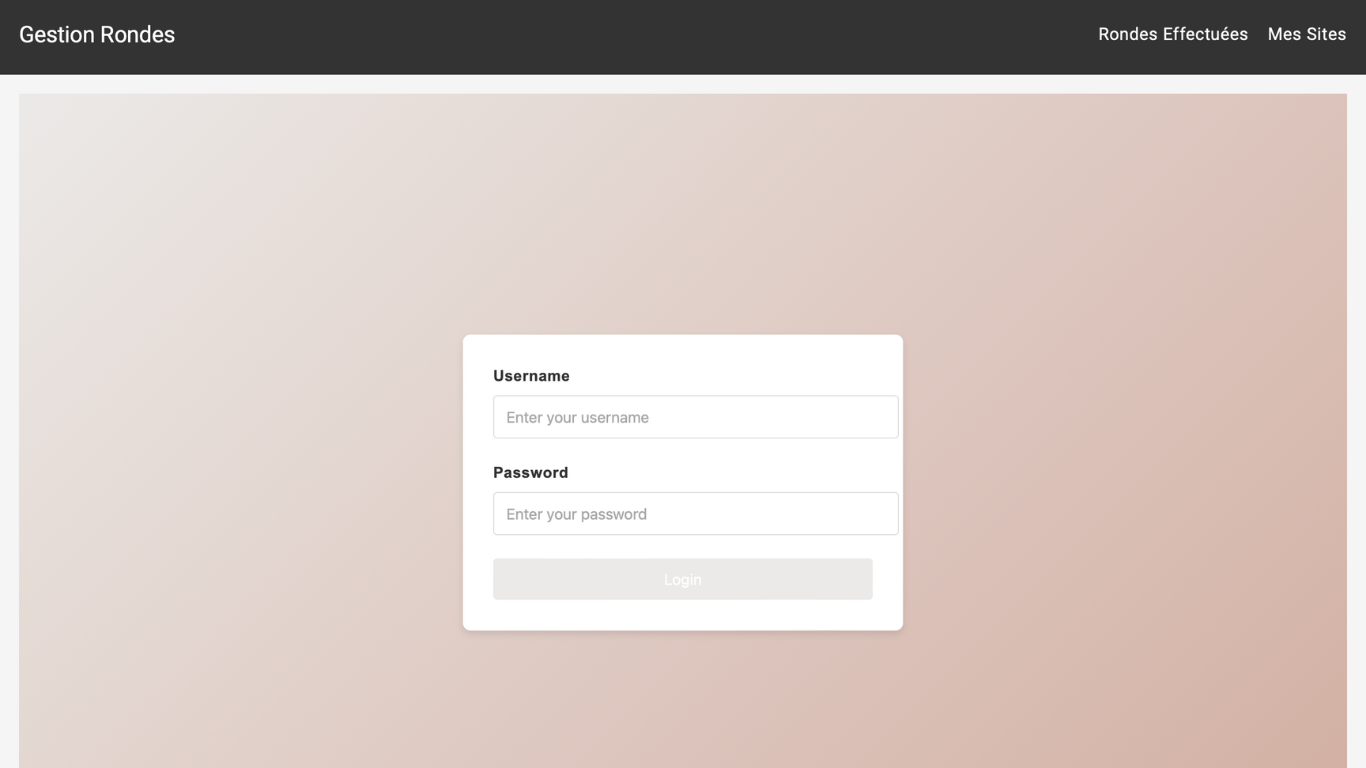 Gestion Rondes
Rondes Effectuées Mes Sites
Username
Enter your username
Password
Enter your password
Login